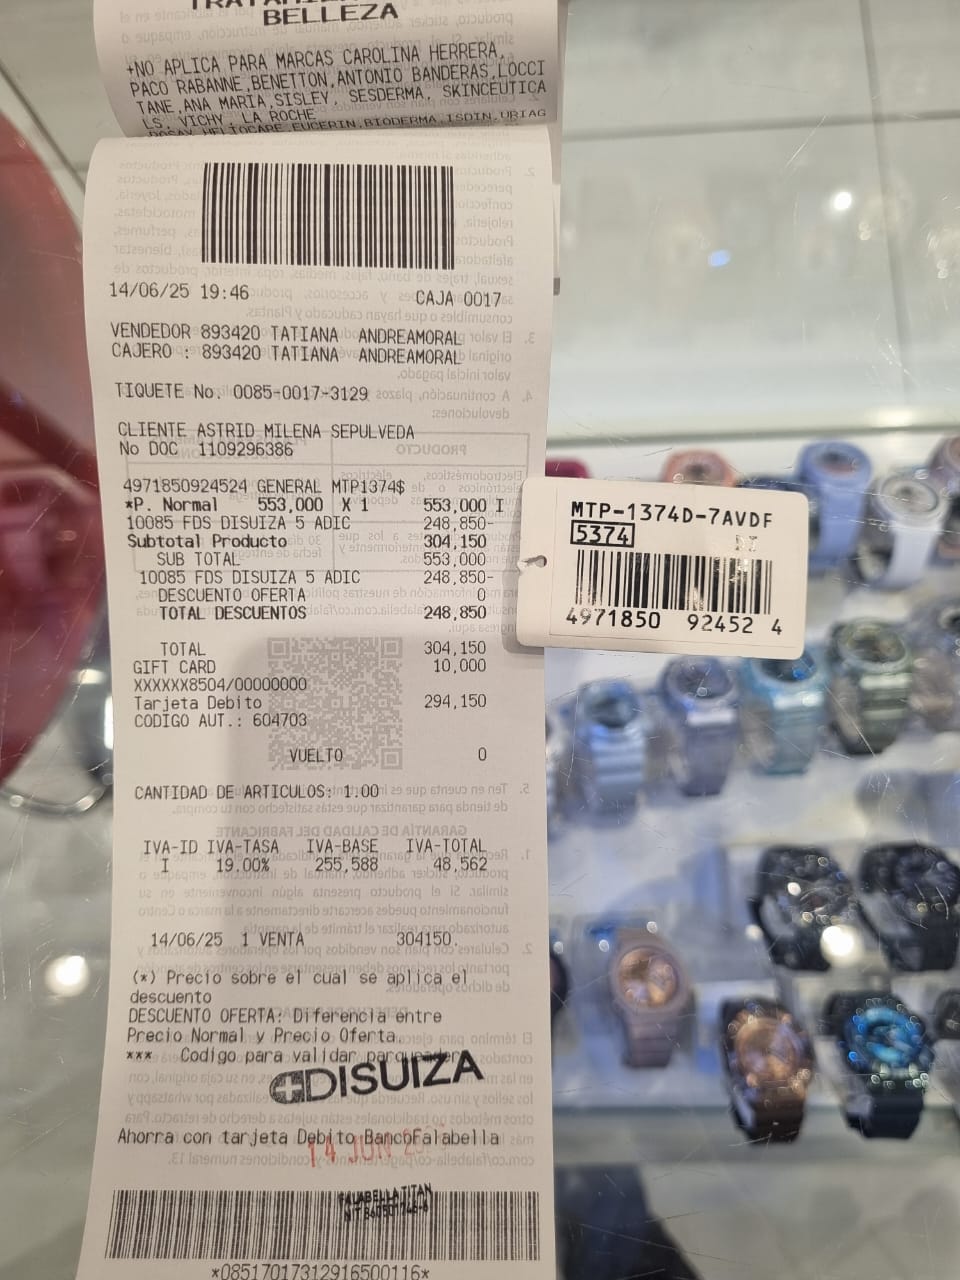 BELLEZA
+NO APLICA PARA MARCAS CAROLINA HERRERA,
PACO RABANNE,BENETTON,ANTONIO BANDERAS,LOCCI
TANE,ANA MARIA,SISLEY, SESDERMA, SKINCEUTICA
LS, VICHY, LA ROCHE
POSAY,HELIOCARE,EUCERIN,BIODERMA,ISDIN,URIAG
14/06/25 19:46 CAJA 0017
VENDEDOR 893420 TATIANA ANDREAMORAL
CAJERO : 893420 TATIANA ANDREAMORAL
TIQUETE No. 0085-0017-3129
CLIENTE ASTRID MILENA SEPULVEDA
No DOC 1109296386
4971850924524 GENERAL MTP1374$
*P. Normal 553,000 X 1 553,000 I
10085 FDS DISUIZA 5 ADIC 248,850-
Subtotal Producto 304,150
SUB TOTAL 553,000
10085 FDS DISUIZA 5 ADIC 248,850-
DESCUENTO OFERTA 0
TOTAL DESCUENTOS 248,850
TOTAL 304,150
GIFT CARD 10,000
XXXXXX8504/00000000
Tarjeta Debito 294,150
CODIGO AUT.: 604703
VUELTO 0
CANTIDAD DE ARTICULOS: 1.00
IVA-ID IVA-TASA IVA-BASE IVA-TOTAL
I 19.00% 255,588 48,562
14/06/25 1 VENTA 304150.
(*) Precio sobre el cual se aplica el
descuento
DESCUENTO OFERTA: Diferencia entre
Precio Normal y Precio Oferta.
*** Codigo para validar parqueadero
DISUIZA
Ahorra con tarjeta Debito BancoFalabella
14 JUN
FALABELLA TITAN
*08517017312916500116*
MTP-1374D-7AVDF
5374
4971850 92452 4